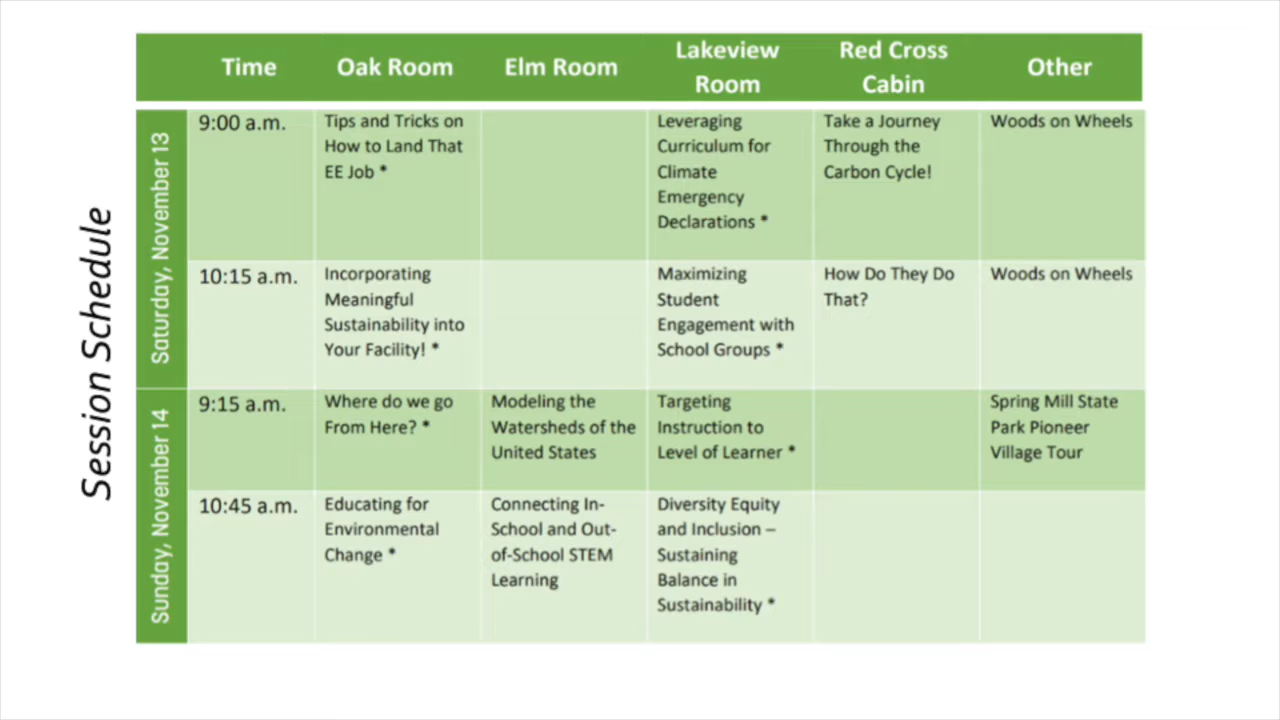 Session Schedule
Time
Oak Room
Elm Room
Lakeview
Room
Red Cross
Cabin
Other
Saturday, November 13
9:00 a.m.
Tips and Tricks on
How to Land That
EE Job *
Leveraging
Curriculum for
Climate
Emergency
Declarations *
Take a Journey
Through the
Carbon Cycle!
Woods on Wheels
10:15 a.m.
Incorporating
Meaningful
Sustainability into
Your Facility! *
Maximizing
Student
Engagement with
School Groups *
How Do They Do
That?
Woods on Wheels
Sunday, November 14
9:15 a.m.
Where do we go
From Here? *
Modeling the
Watersheds of the
United States
Targeting
Instruction to
Level of Learner *
Spring Mill State
Park Pioneer
Village Tour
10:45 a.m.
Educating for
Environmental
Change *
Connecting In-
School and Out-
of-School STEM
Learning
Diversity Equity
and Inclusion –
Sustaining
Balance in
Sustainability *